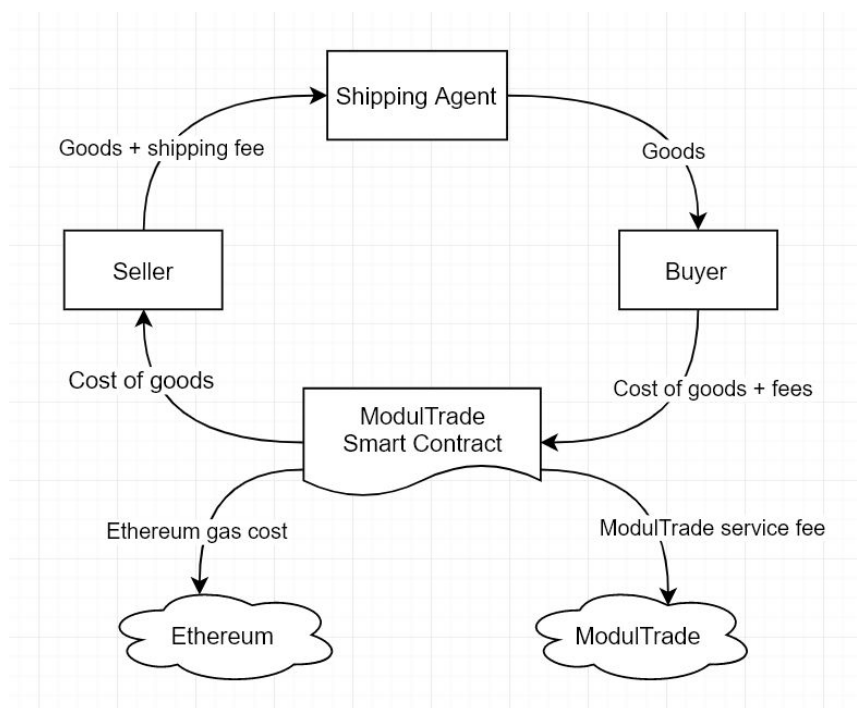 Shipping Agent
Goods + shipping fee
Goods
Seller
Buyer
Cost of goods
Cost of goods + fees
ModulTrade
Smart Contract
Ethereum gas cost
ModulTrade service fee
Ethereum
ModulTrade